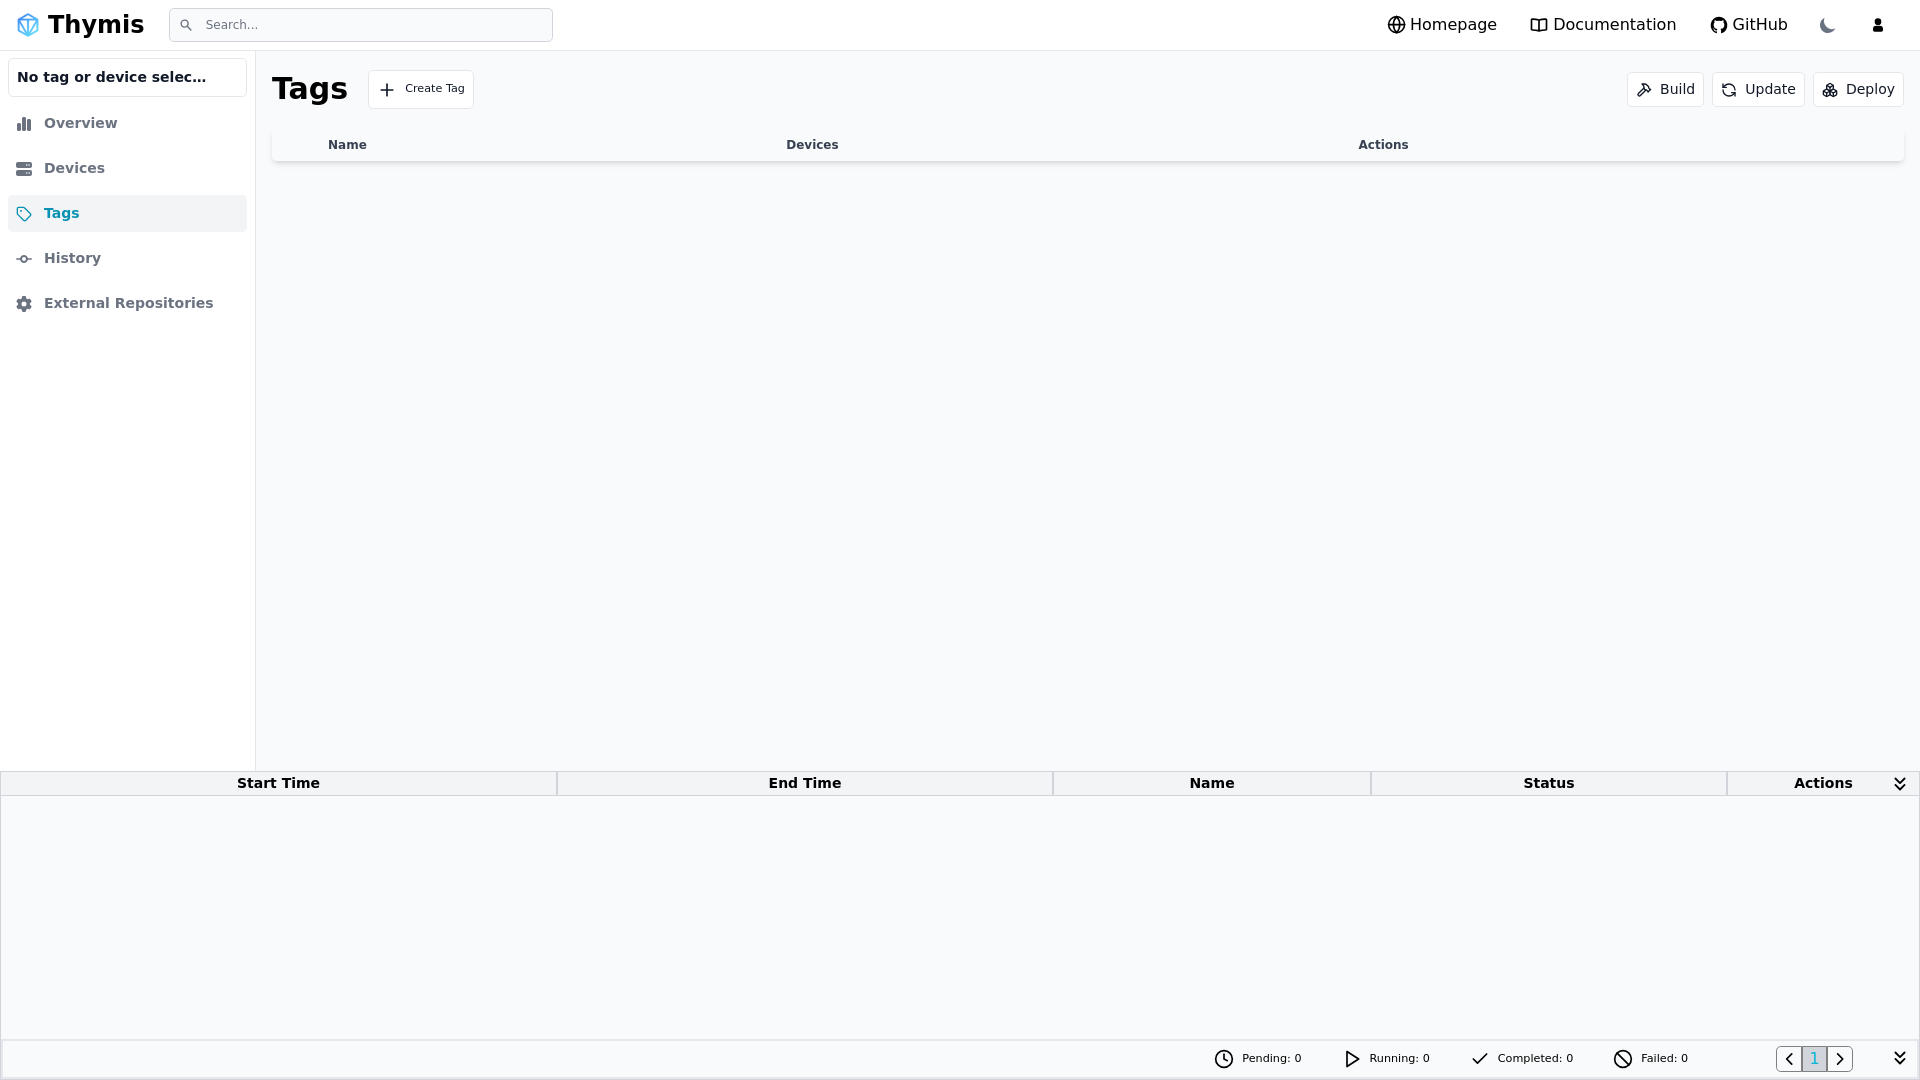 Thymis
Search...
Homepage
Documentation
GitHub
No tag or device selec...
Overview
Devices
Tags
History
External Repositories
Tags
Create Tag
Build
Update
Deploy
Name
Devices
Actions
Start Time
End Time
Name
Status
Actions
Pending: 0
Running: 0
Completed: 0
Failed: 0
1